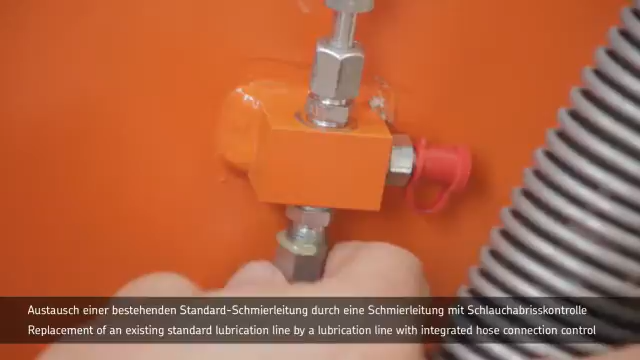 Austausch einer bestehenden Standard-Schmierleitung durch eine Schmierleitung mit Schlauchabrisskontrolle
Replacement of an existing standard lubrication line by a lubrication line with integrated hose connection control